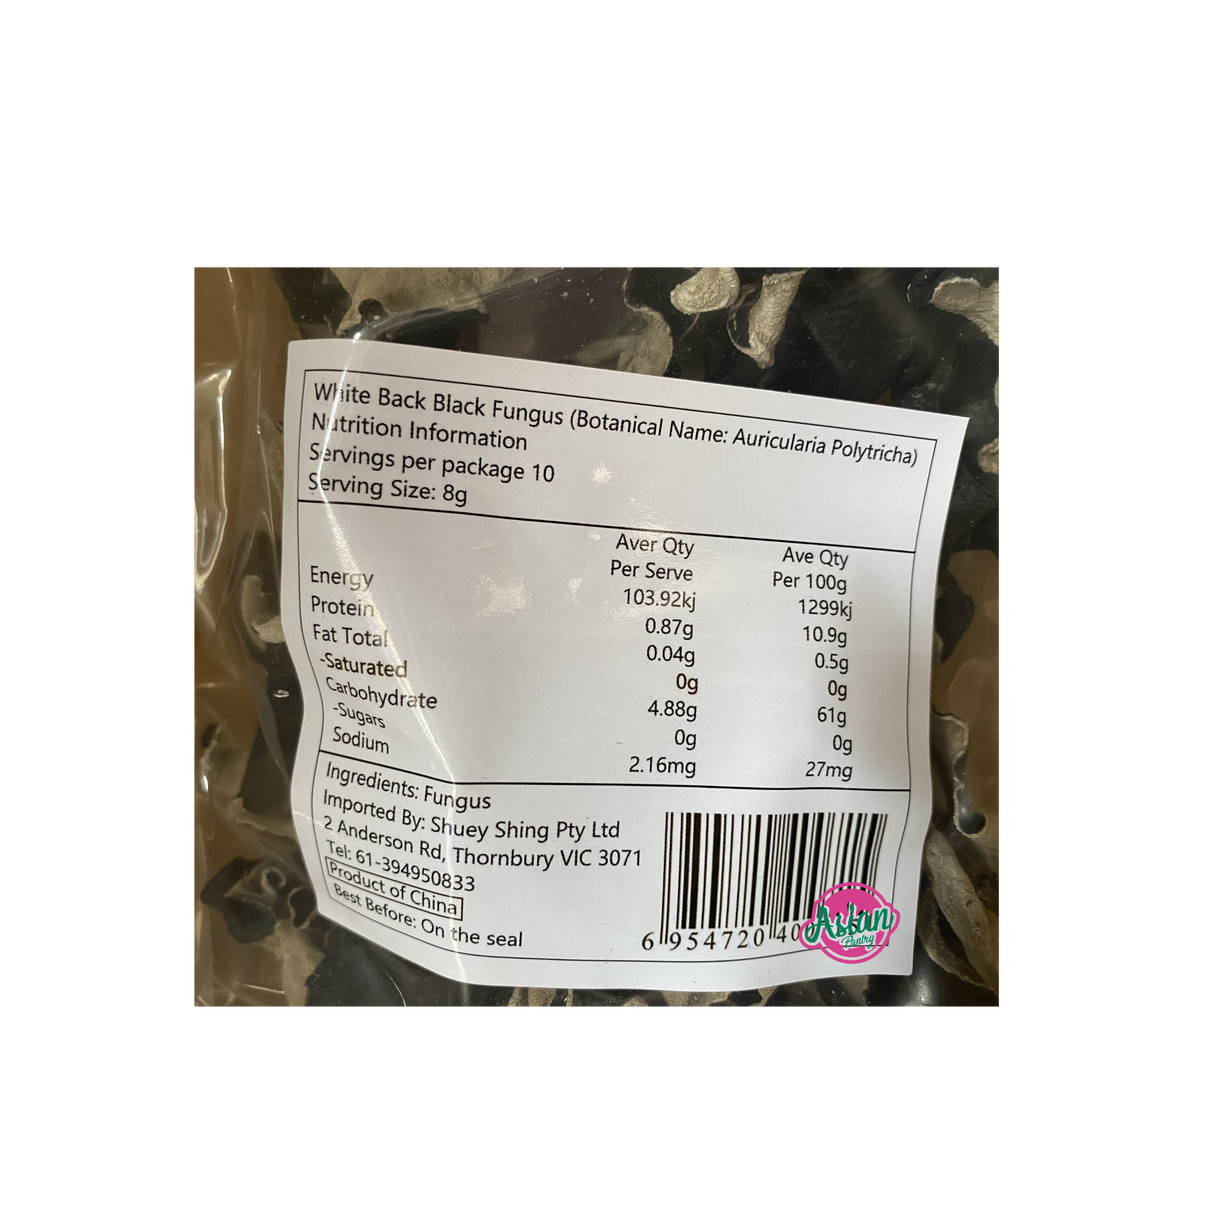 White Back Black Fungus (Botanical Name: Auricularia Polytricha)
Nutrition Information
Servings per package 10
Serving Size: 8g
Aver Qty Ave Qty
Per Serve Per 100g
Energy 103.92kj 1299kj
Protein 0.87g 10.9g
Fat Total 0.04g 0.5g
-Saturated 0g 0g
Carbohydrate 4.88g 61g
-Sugars 0g 0g
Sodium 2.16mg 27mg
Ingredients: Fungus
Imported By: Shuey Shing Pty Ltd
2 Anderson Rd, Thornbury VIC 3071
Tel: 61-394950833
Product of China
Best Before: On the seal
6 954720 40
Asian
Pantry